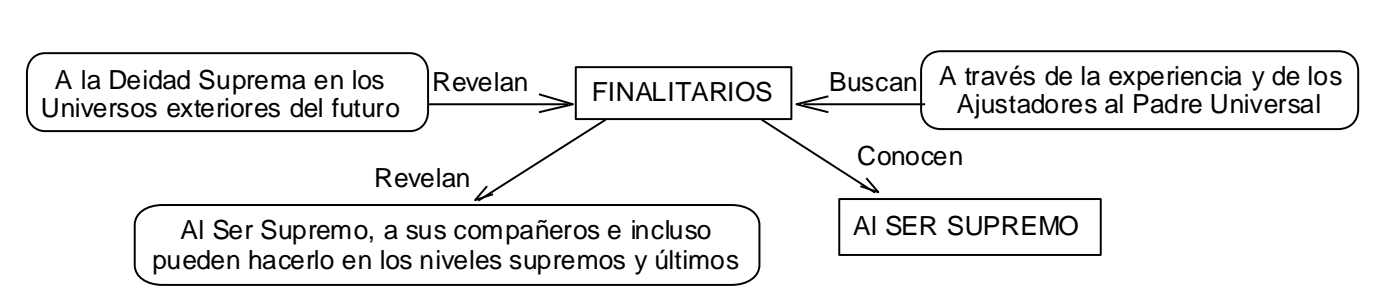 A la Deidad Suprema en los
Universos exteriores del futuro
Revelan
FINALITARIOS
Buscan
A través de la experiencia y de los
Ajustadores al Padre Universal
Revelan
Conocen
Al Ser Supremo, a sus compañeros e incluso
pueden hacerlo en los niveles supremos y últimos
Al SER SUPREMO